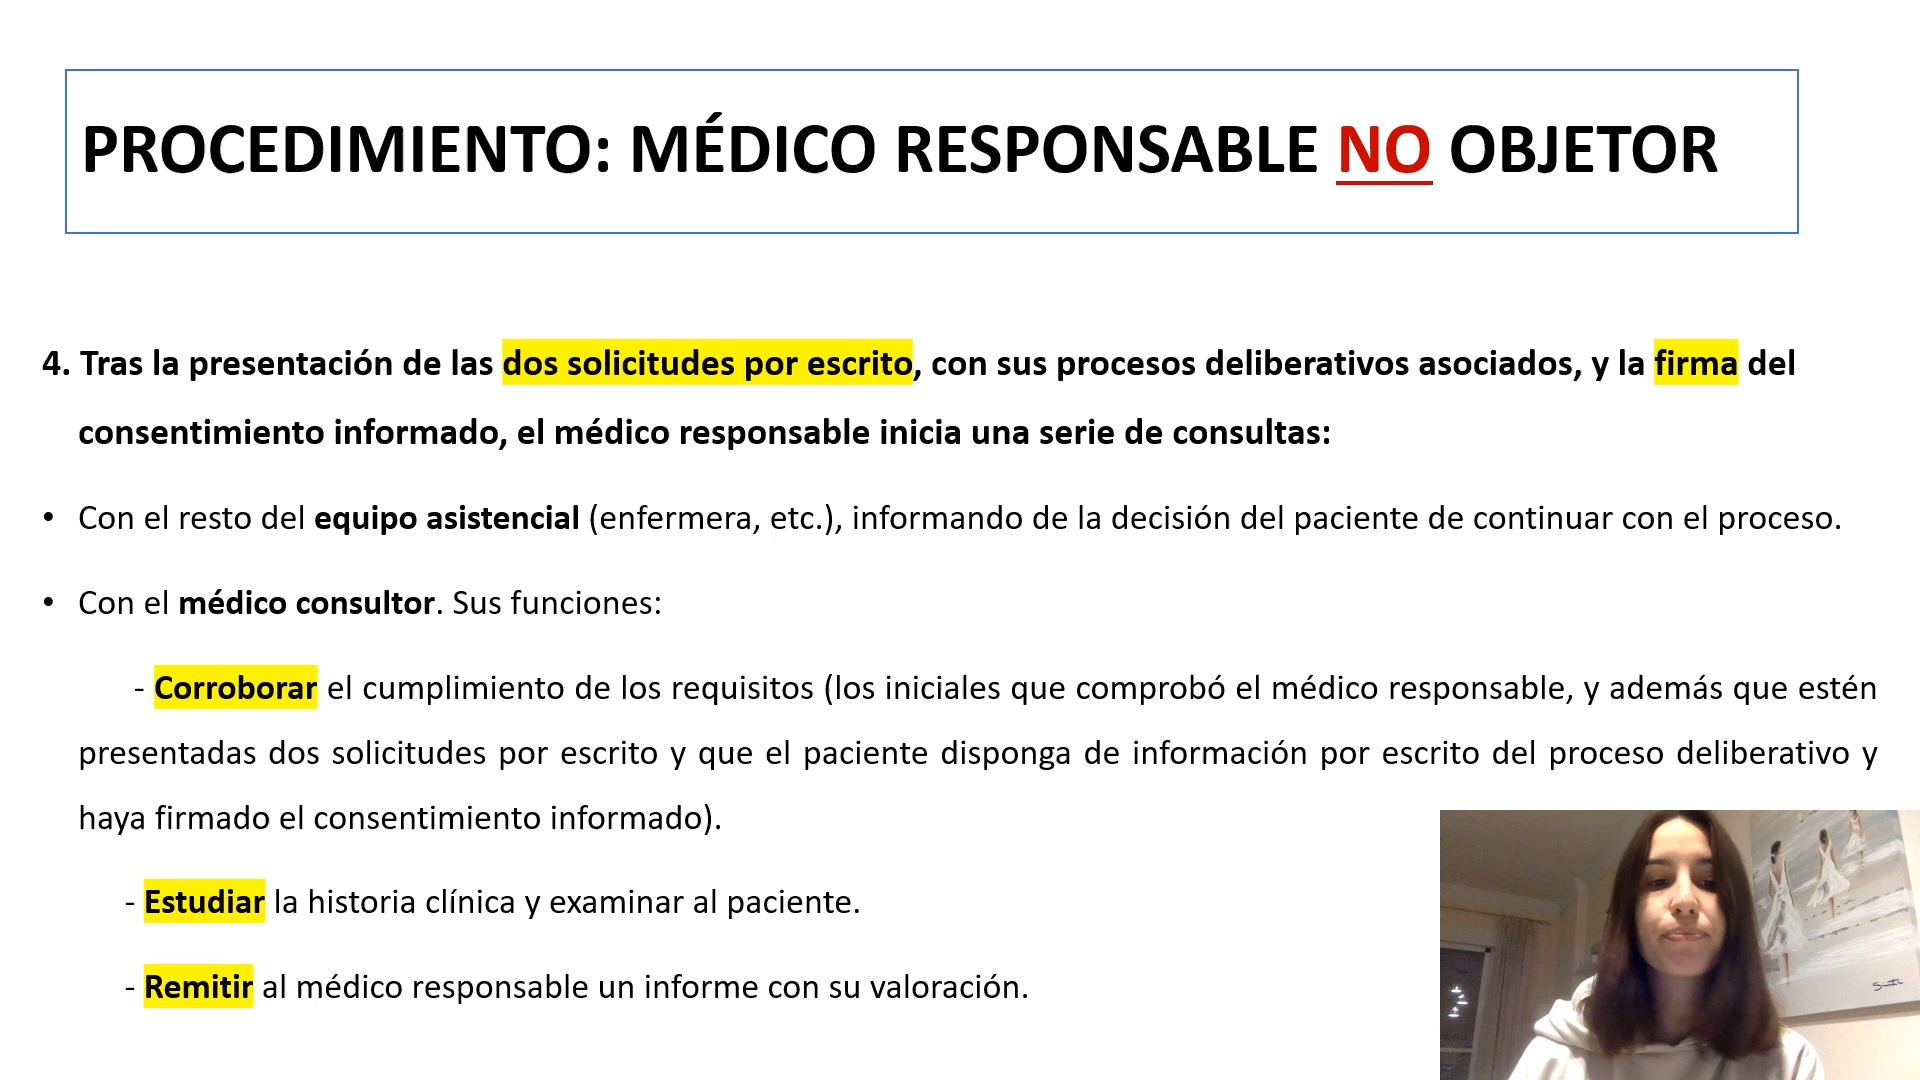 PROCEDIMIENTO: MÉDICO RESPONSABLE NO OBJETOR
4. Tras la presentación de las dos solicitudes por escrito, con sus procesos deliberativos asociados, y la firma del
consentimiento informado, el médico responsable inicia una serie de consultas:
• Con el resto del equipo asistencial (enfermera, etc.), informando de la decisión del paciente de continuar con el proceso.
• Con el médico consultor. Sus funciones:
- Corroborar el cumplimiento de los requisitos (los iniciales que comprobó el médico responsable, y además que estén
presentadas dos solicitudes por escrito y que el paciente disponga de información por escrito del proceso deliberativo y
haya firmado el consentimiento informado).
- Estudiar la historia clínica y examinar al paciente.
- Remitir al médico responsable un informe con su valoración.